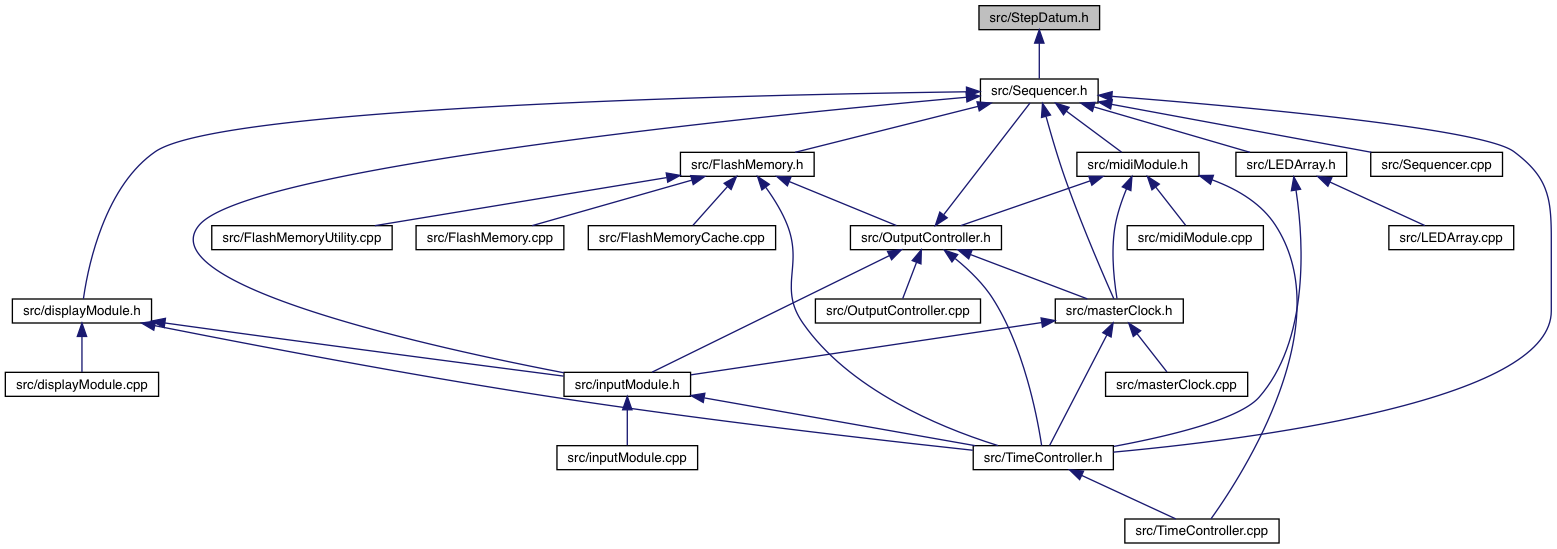 src/StepDatum.h
src/Sequencer.h
src/FlashMemory.h
src/midiModule.h
src/LEDArray.h
src/Sequencer.cpp
src/FlashMemoryUtility.cpp
src/FlashMemory.cpp
src/FlashMemoryCache.cpp
src/OutputController.h
src/midiModule.cpp
src/LEDArray.cpp
src/displayModule.h
src/OutputController.cpp
src/masterClock.h
src/displayModule.cpp
src/inputModule.h
src/masterClock.cpp
src/inputModule.cpp
src/TimeController.h
src/TimeController.cpp